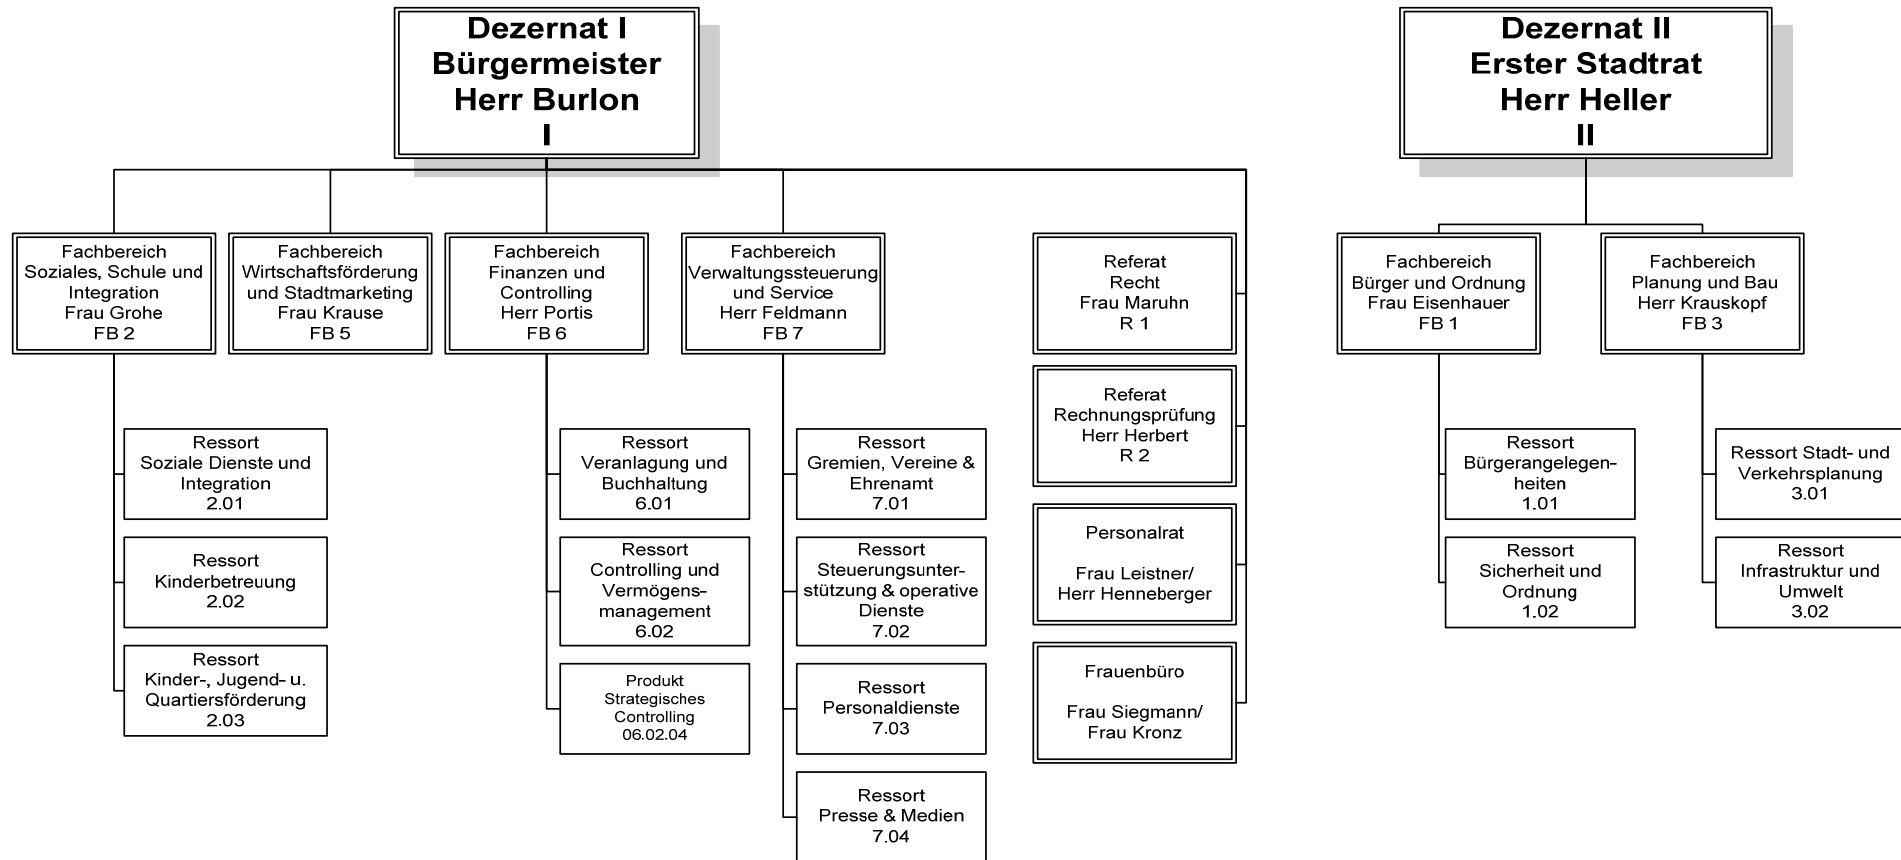 Dezernat I
Bürgermeister
Herr Burlon
I
Dezernat II
Erster Stadtrat
Herr Heller
II
Fachbereich
Soziales, Schule und
Integration
Frau Grohe
FB 2
Fachbereich
Wirtschaftsförderung
und Stadtmarketing
Frau Krause
FB 5
Fachbereich
Finanzen und
Controlling
Herr Portis
FB 6
Fachbereich
Verwaltungssteuerung
und Service
Herr Feldmann
FB 7
Referat
Recht
Frau Maruhn
R 1
Referat
Rechnungsprüfung
Herr Herbert
R 2
Personalrat
Frau Leistner/
Herr Henneberger
Frauenbüro
Frau Siegmann/
Frau Kronz
Fachbereich
Bürger und Ordnung
Frau Eisenhauer
FB 1
Fachbereich
Planung und Bau
Herr Krauskopf
FB 3
Ressort
Soziale Dienste und
Integration
2.01
Ressort
Kinderbetreuung
2.02
Ressort
Kinder-, Jugend- u.
Quartiersförderung
2.03
Ressort
Veranlagung und
Buchhaltung
6.01
Ressort
Controlling und
Vermögens-
management
6.02
Produkt
Strategisches
Controlling
06.02.04
Ressort
Gremien, Vereine &
Ehrenamt
7.01
Ressort
Steuerungsunter-
stützung & operative
Dienste
7.02
Ressort
Personaldienste
7.03
Ressort
Presse & Medien
7.04
Ressort
Bürgerangelegen-
heiten
1.01
Ressort
Sicherheit und
Ordnung
1.02
Ressort Stadt- und
Verkehrsplanung
3.01
Ressort
Infrastruktur und
Umwelt
3.02